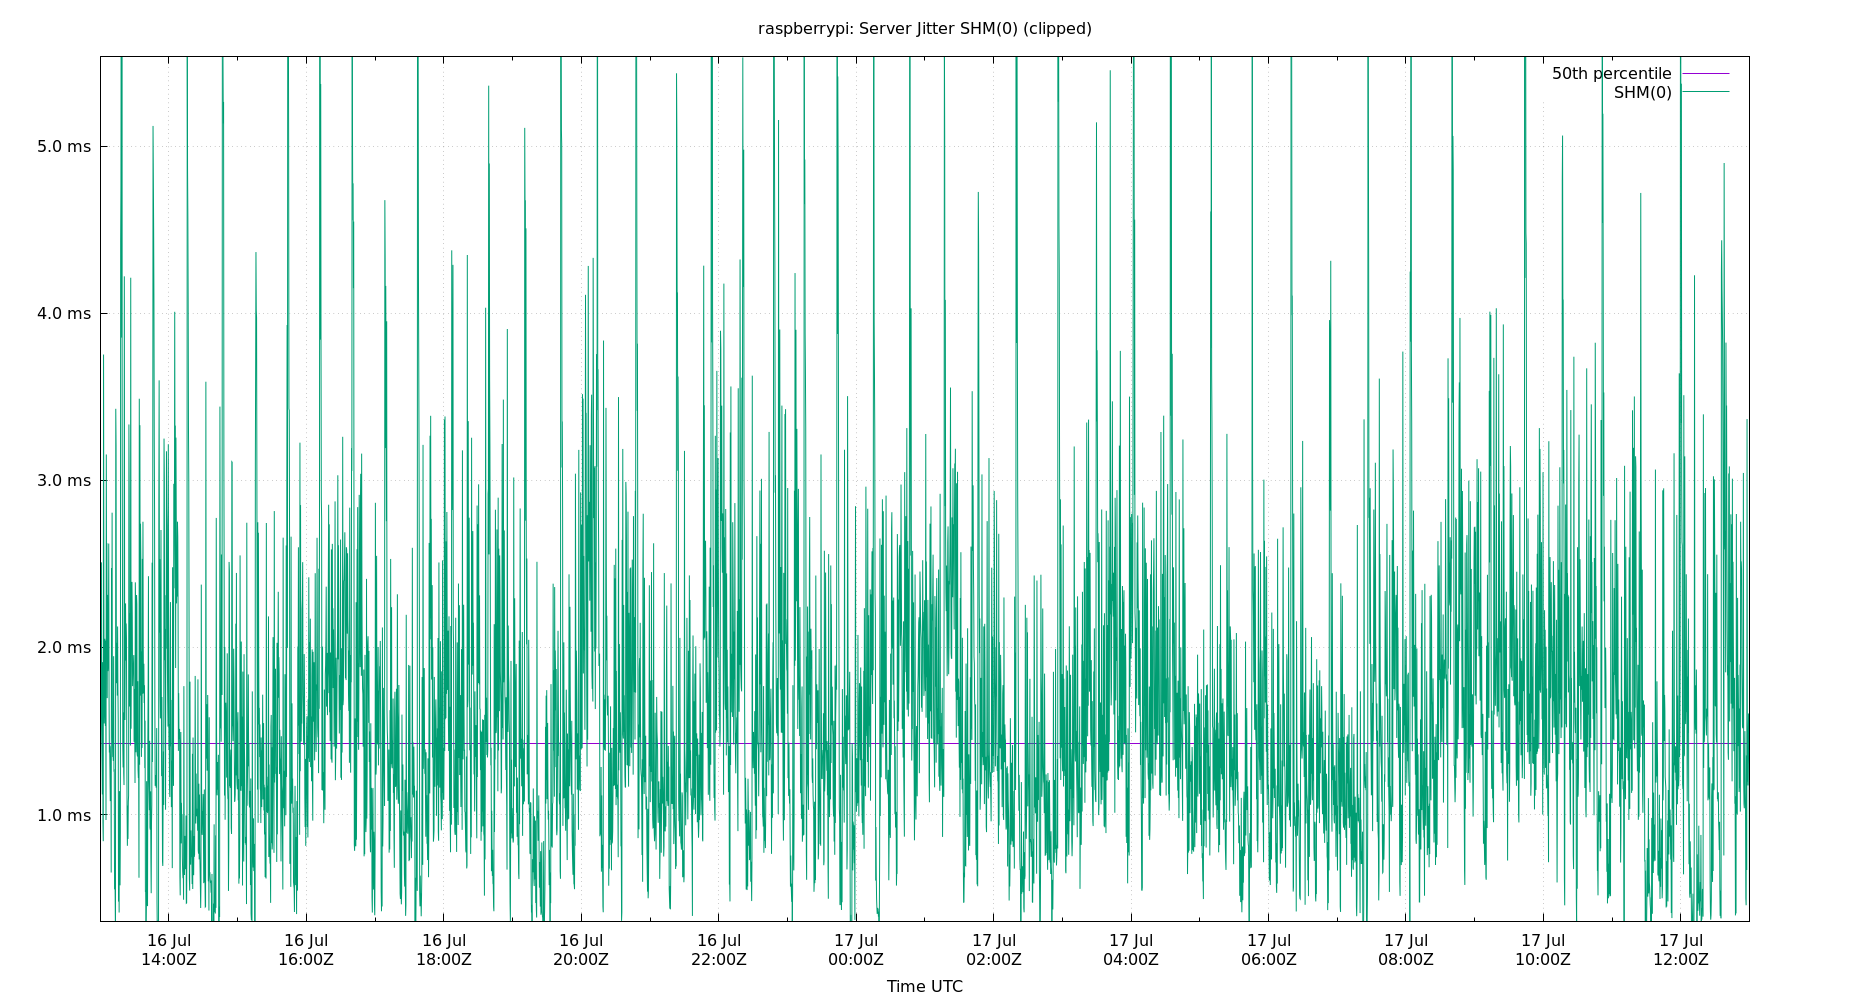 raspberrypi: Server Jitter SHM(0) (clipped)
50th percentile
SHM(0)
5.0 ms
4.0 ms
3.0 ms
2.0 ms
1.0 ms
16 Jul 16 Jul 16 Jul 16 Jul 16 Jul 17 Jul 17 Jul 17 Jul 17 Jul 17 Jul 17 Jul 17 Jul
14:00Z 16:00Z 18:00Z 20:00Z 22:00Z 00:00Z 02:00Z 04:00Z 06:00Z 08:00Z 10:00Z 12:00Z
Time UTC